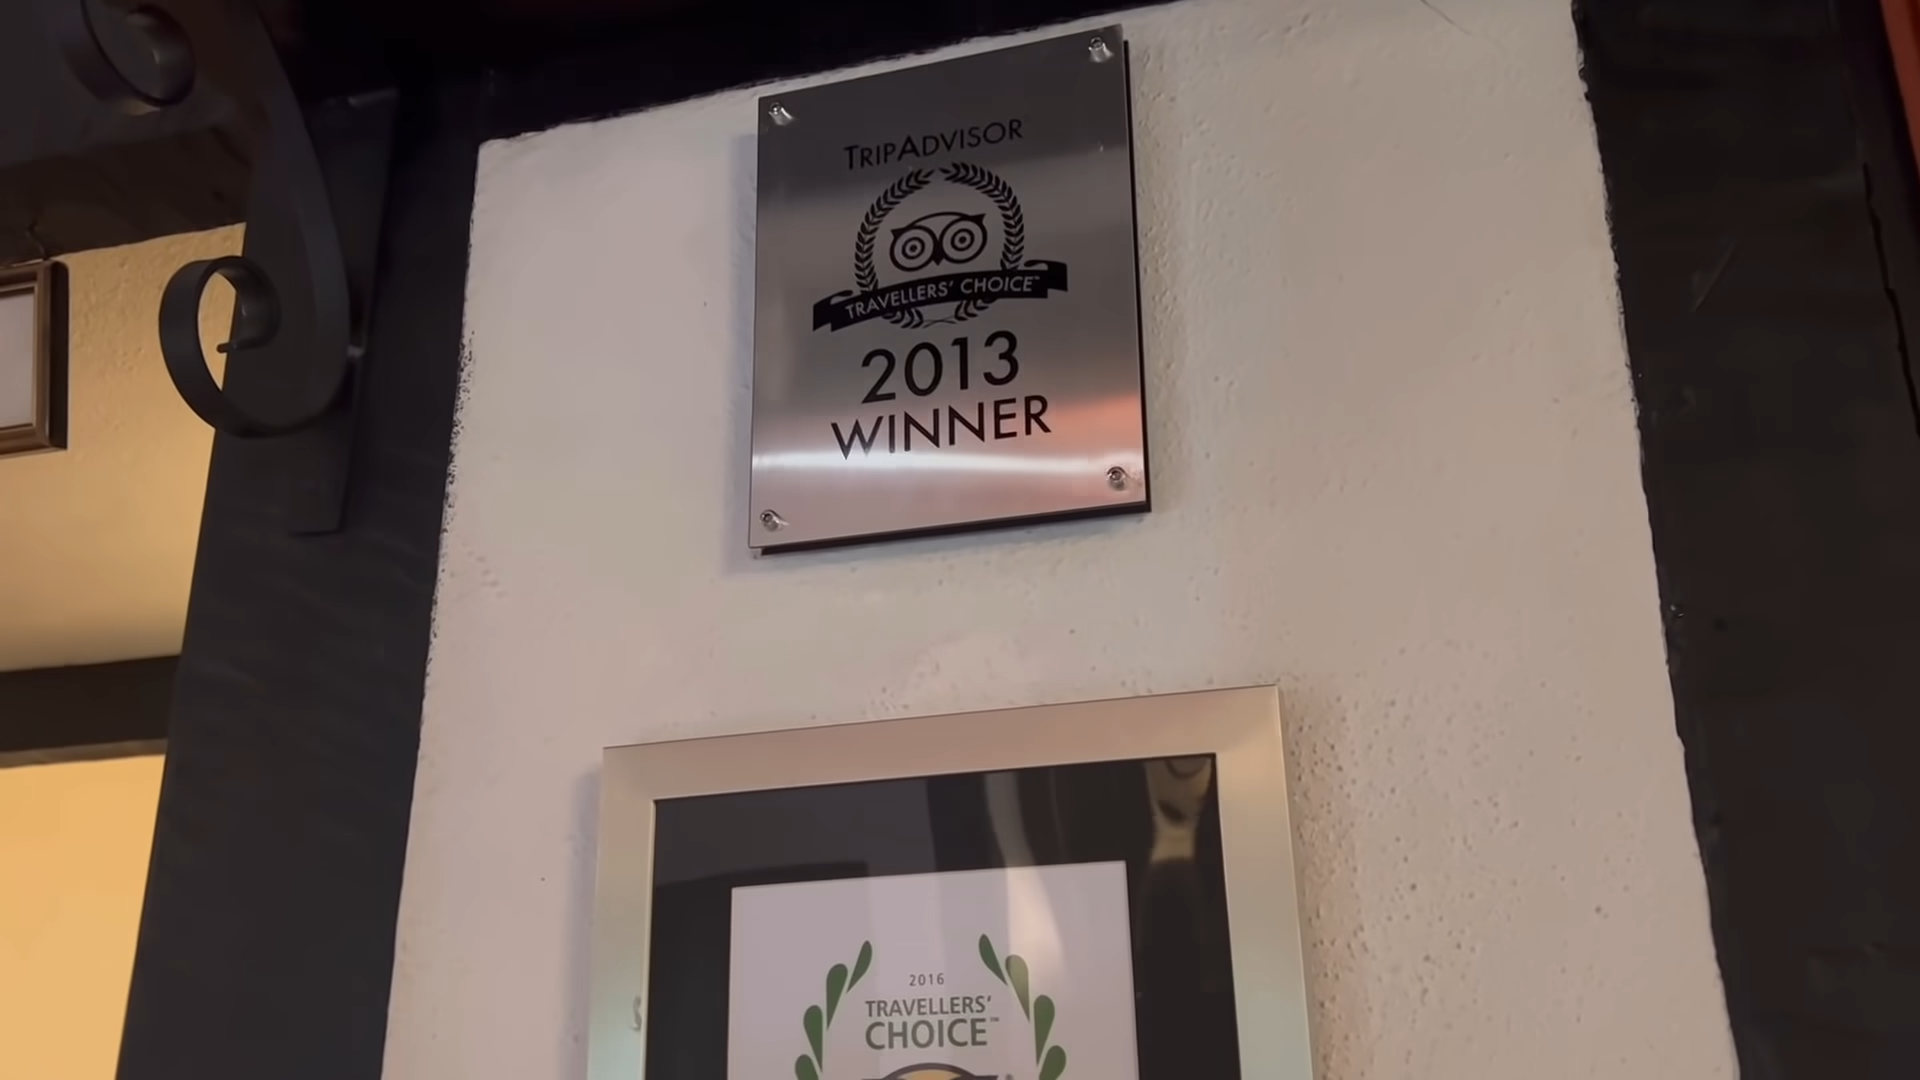 TRIPADVISOR
TRAVELLERS' CHOICE™
2013
WINNER
2016
TRAVELLERS'
CHOICE™